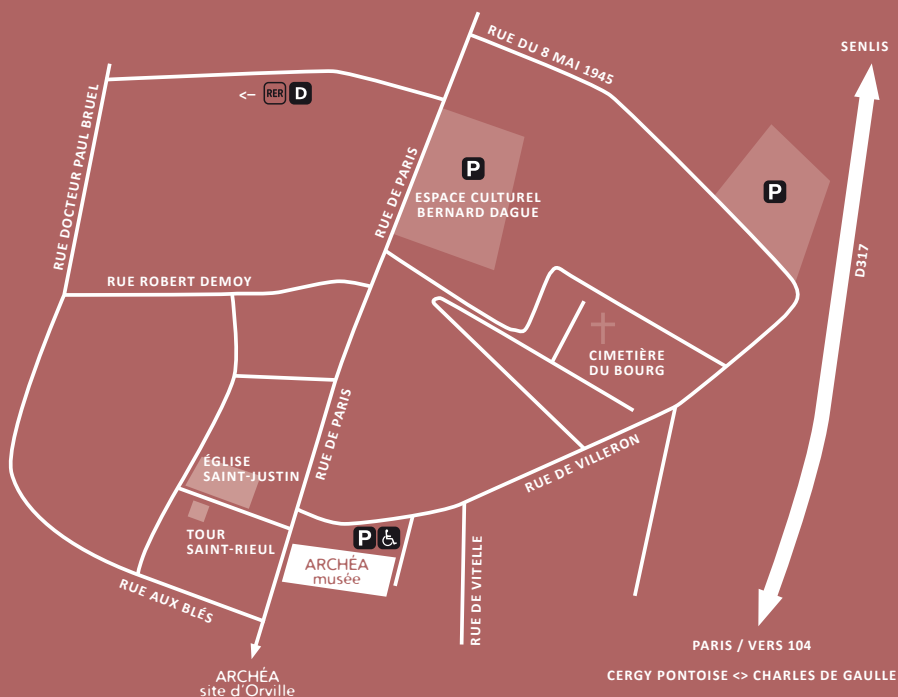 SENLIS
RUE DU 8 MAI 1945
<- RER D
RUE DOCTEUR PAUL BRUEL
RUE DE PARIS
P
ESPACE CULTUREL
BERNARD DAGUE
P
D317
RUE ROBERT DEMOY
CIMETIÈRE
DU BOURG
RUE DE PARIS
RUE DE VILLERON
ÉGLISE
SAINT-JUSTIN
TOUR
SAINT-RIEUL
P
ARCHÉA
musée
RUE DE VITELLE
RUE AUX BLÉS
PARIS / VERS 104
CERGY PONTOISE <> CHARLES DE GAULLE
ARCHÉA
site d'Orville